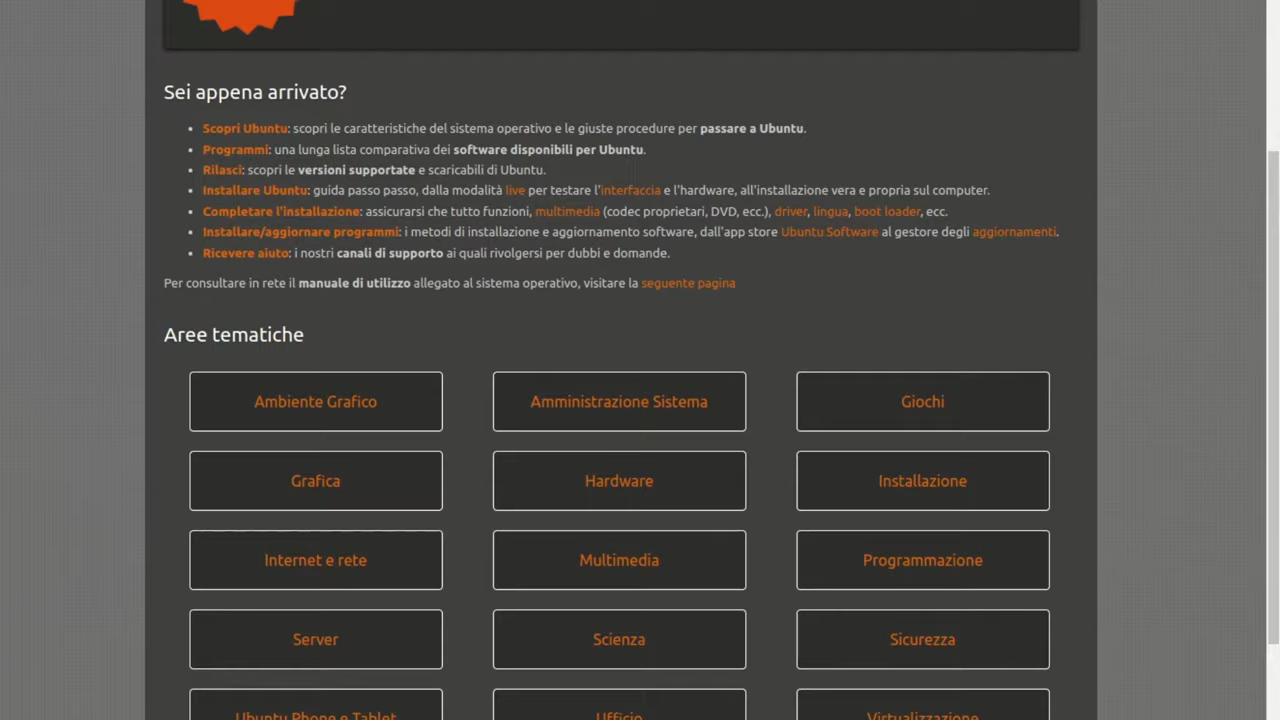 Sei appena arrivato?
Scopri Ubuntu: scopri le caratteristiche del sistema operativo e le giuste procedure per passare a Ubuntu.
Programmi: una lunga lista comparativa dei software disponibili per Ubuntu.
Rilasci: scopri le versioni supportate e scaricabili di Ubuntu.
Installare Ubuntu: guida passo passo, dalla modalità live per testare l'interfaccia e l'hardware, all'installazione vera e propria sul computer.
Completare l'installazione: assicurarsi che tutto funzioni, multimedia (codec proprietari, DVD, ecc.), driver, lingua, boot loader, ecc.
Installare/aggiornare programmi: i metodi di installazione e aggiornamento software, dall'app store Ubuntu Software al gestore degli aggiornamenti.
Ricevere aiuto: i nostri canali di supporto ai quali rivolgersi per dubbi e domande.
Per consultare in rete il manuale di utilizzo allegato al sistema operativo, visitare la seguente pagina
Aree tematiche
Ambiente Grafico
Amministrazione Sistema
Giochi
Grafica
Hardware
Installazione
Internet e rete
Multimedia
Programmazione
Server
Scienza
Sicurezza
Ubuntu Phone e Tablet
Ufficio
Virtualizzazione